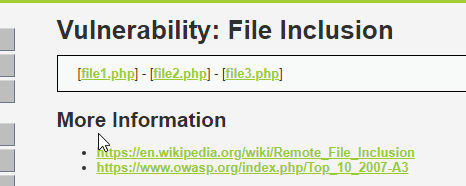 Vulnerability: File Inclusion
[file1.php] - [file2.php] - [file3.php]
More Information
https://en.wikipedia.org/wiki/Remote_File_Inclusion
https://www.owasp.org/index.php/Top_10_2007-A3